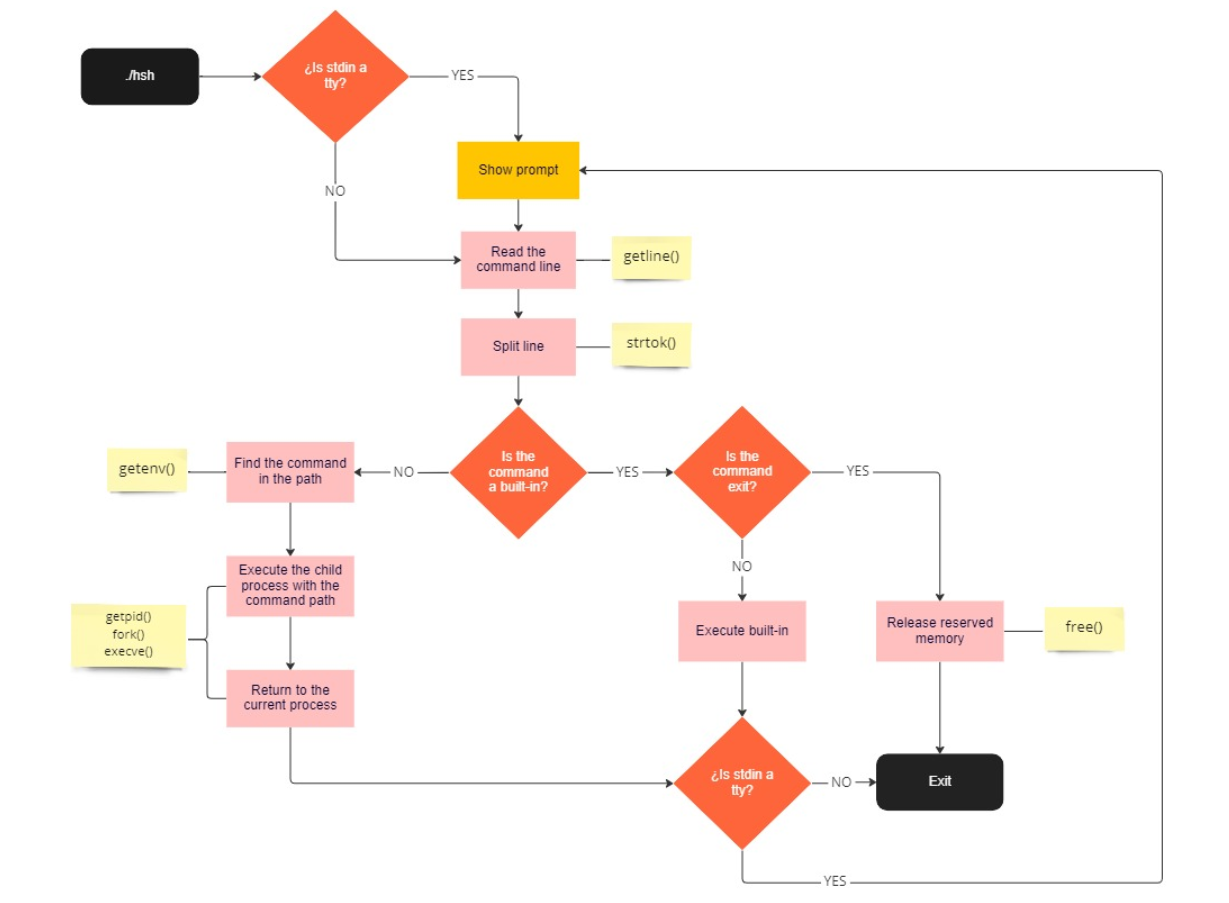 ./hsh
¿Is stdin a
tty?
YES
NO
Show prompt
Read the
command line
getline()
Split line
strtok()
Is the
command
a built-in?
NO
YES
Find the command
in the path
getenv()
Is the
command
exit?
YES
NO
Execute the child
process with the
command path
getpid()
fork()
execve()
Return to the
current process
Execute built-in
Release reserved
memory
free()
¿Is stdin a
tty?
NO
Exit
YES